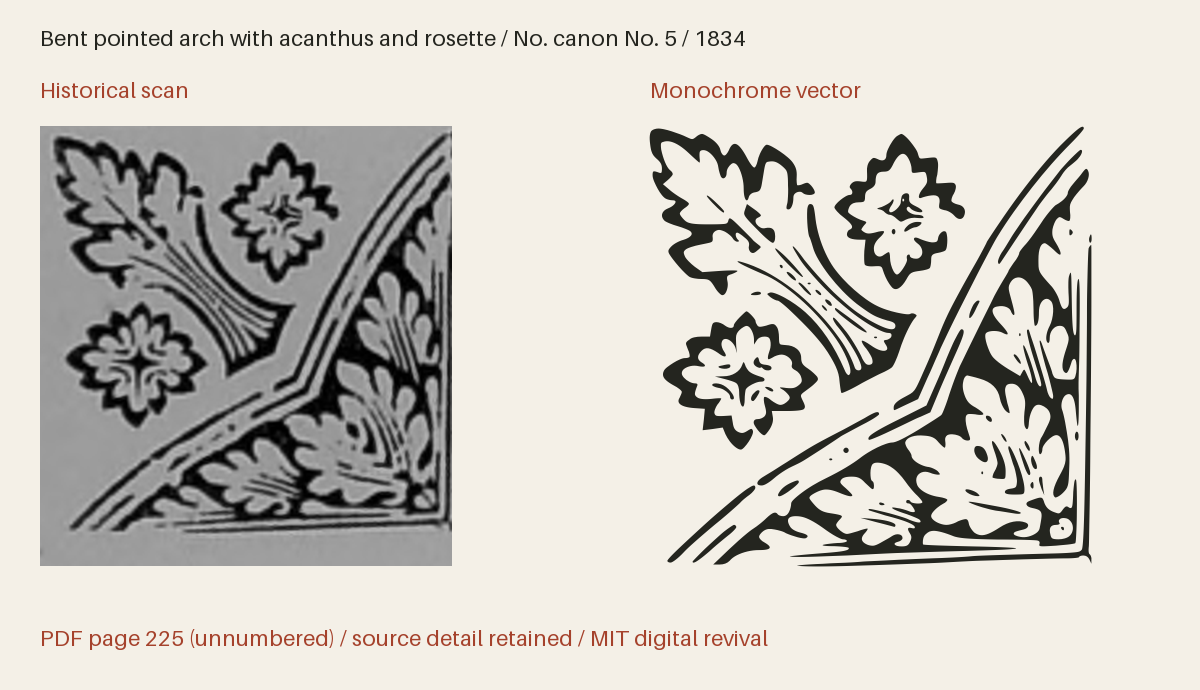 Bent pointed arch with acanthus and rosette / No. canon No. 5 / 1834
Historical scan
Monochrome vector
PDF page 225 (unnumbered) / source detail retained / MIT digital revival